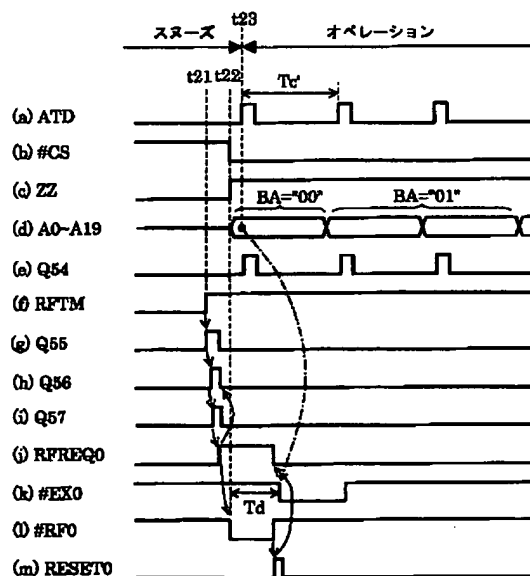 t23
スヌーズ オペレーション
t21 t22
Tc'
(a) ATD
(b) #CS
(c) ZZ
BA="00" BA="01"
(d) A0~A19
(e) Q54
(f) RFTM
(g) Q55
(h) Q56
(i) Q57
(j) RFREQ0
(k) #EX0
Td
(l) #RF0
(m) RESET0